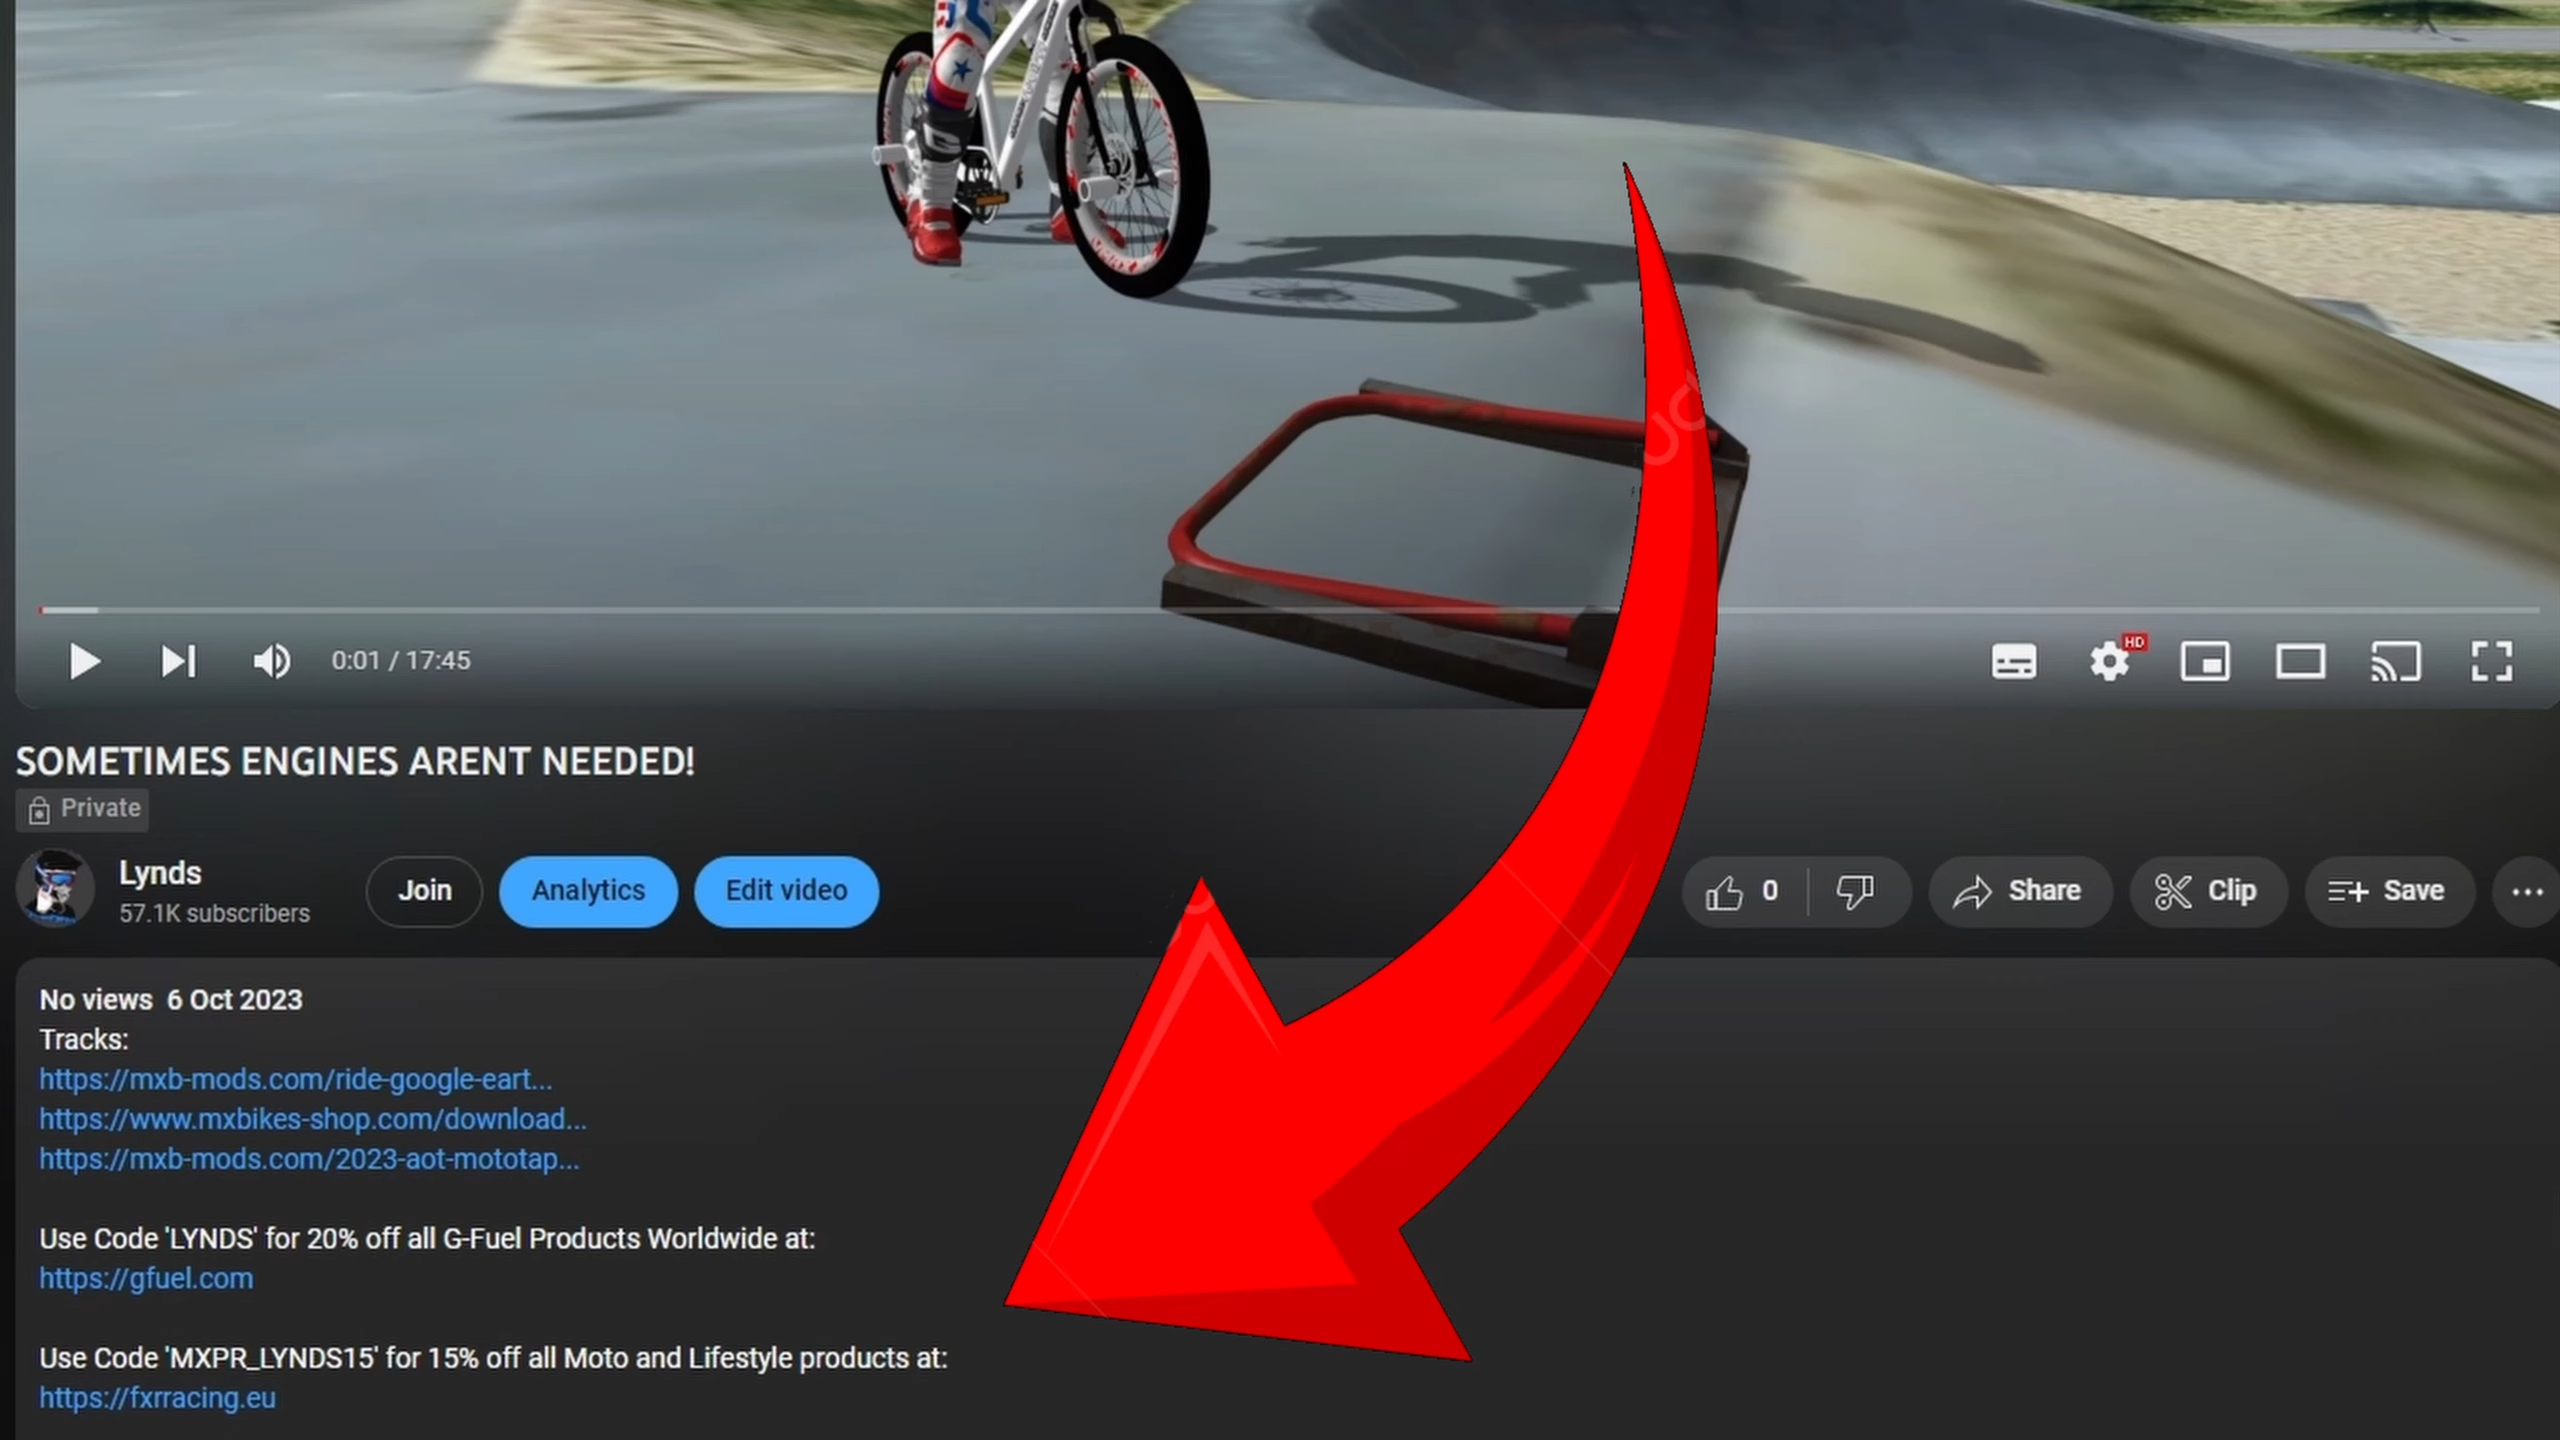 HD
0:01 / 17:45
SOMETIMES ENGINES ARENT NEEDED!
Private
Lynds
57.1K subscribers
Join
Analytics
Edit video
0
Share
Clip
Save
No views 6 Oct 2023
Tracks:
https://mxb-mods.com/ride-google-eart...
https://www.mxbikes-shop.com/download...
https://mxb-mods.com/2023-aot-mototap...
Use Code 'LYNDS' for 20% off all G-Fuel Products Worldwide at:
https://gfuel.com
Use Code 'MXPR_LYNDS15' for 15% off all Moto and Lifestyle products at:
https://fxrracing.eu